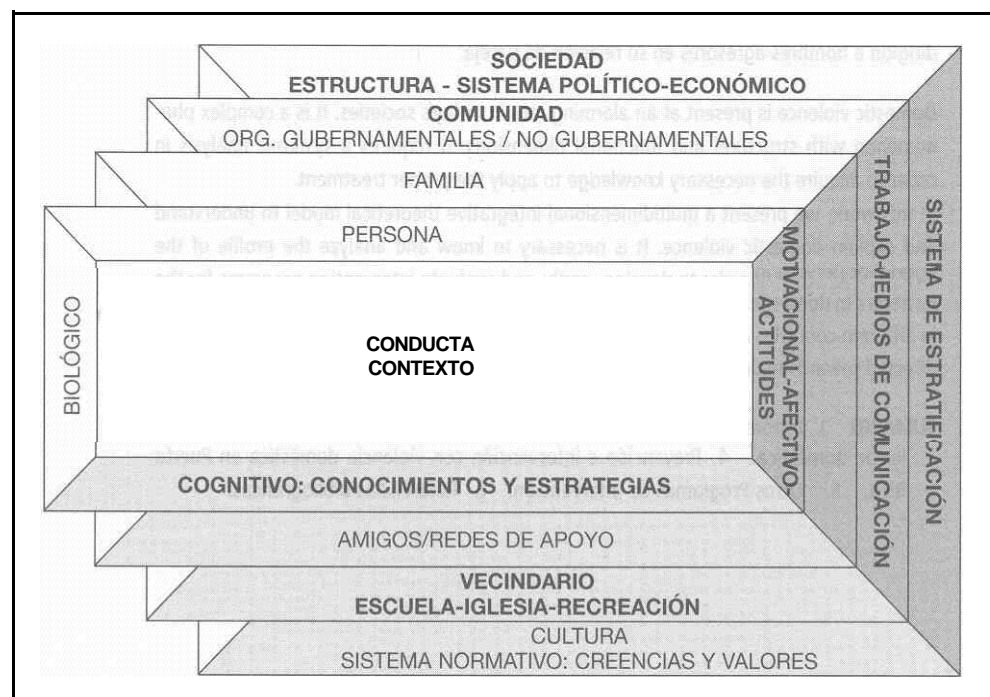 SOCIEDAD
ESTRUCTURA - SISTEMA POLÍTICO-ECONÓMICO
COMUNIDAD
ORG. GUBERNAMENTALES / NO GUBERNAMENTALES
FAMILIA
PERSONA
BIOLÓGICO
CONDUCTA
CONTEXTO
MOTIVACIONAL-AFECTIVO-
ACTITUDES
TRABAJO-MEDIOS DE COMUNICACIÓN
SISTEMA DE ESTRATIFICACIÓN
COGNITIVO: CONOCIMIENTOS Y ESTRATEGIAS
AMIGOS/REDES DE APOYO
VECINDARIO
ESCUELA-IGLESIA-RECREACIÓN
CULTURA
SISTEMA NORMATIVO: CREENCIAS Y VALORES